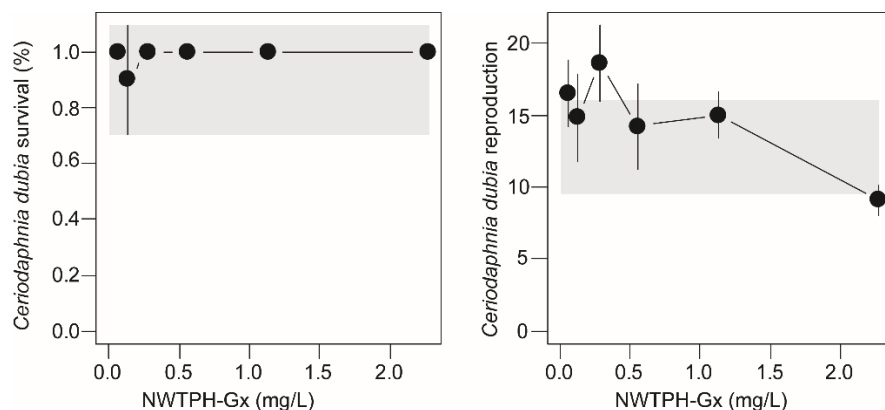 Ceriodaphnia dubia survival (%)
1.0
0.8
0.6
0.4
0.2
0.0
0.0 0.5 1.0 1.5 2.0
NWTPH-Gx (mg/L)
Ceriodaphnia dubia reproduction
20
15
10
5
0
0.0 0.5 1.0 1.5 2.0
NWTPH-Gx (mg/L)